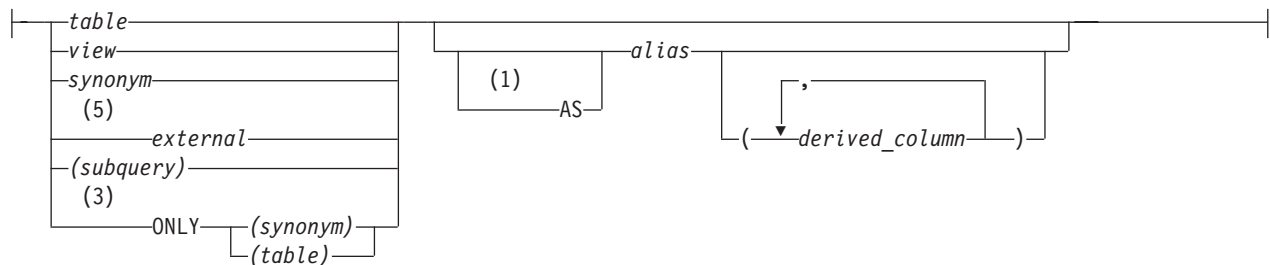 table
view alias
synonym (1) ,
(5) AS
external ( derived_column )
(subquery)
(3)
ONLY (synonym)
(table)